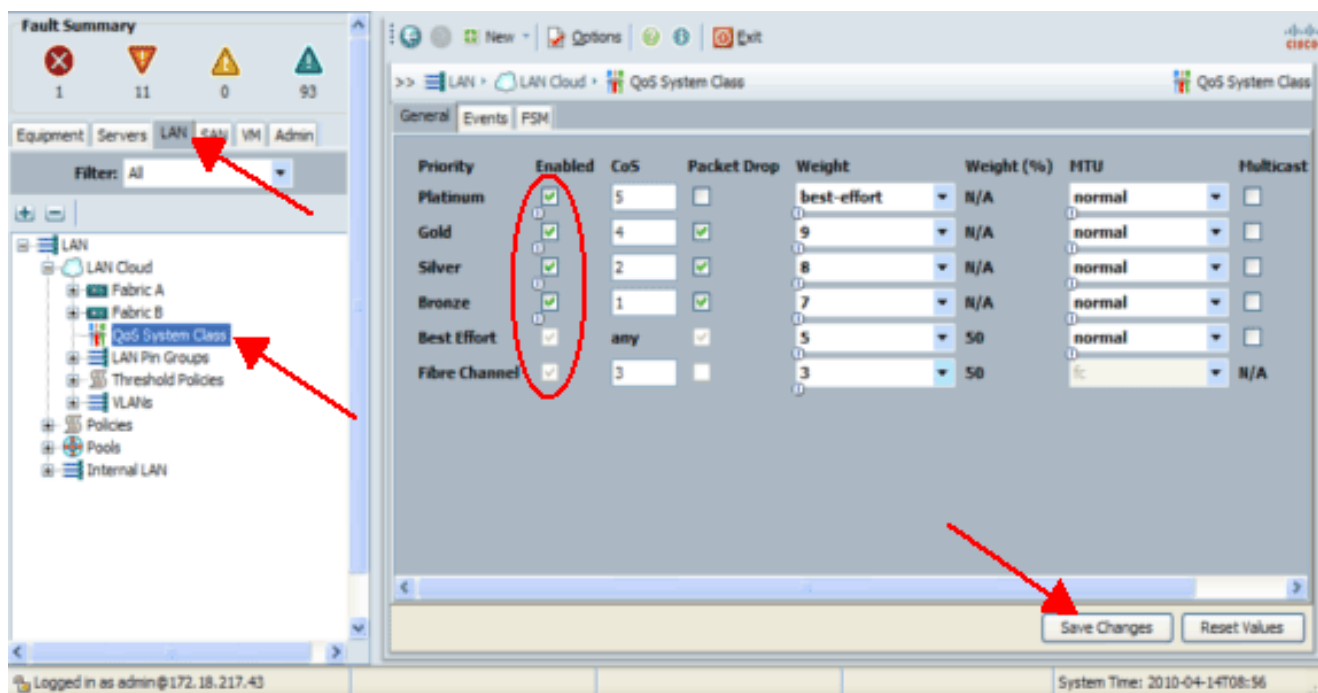 Fault Summary
1 11 0 93
Equipment Servers LAN SAN VM Admin
Filter: All
LAN
LAN Cloud
Fabric A
Fabric B
QoS System Class
LAN Pin Groups
Threshold Policies
VLANs
Policies
Pools
Internal LAN
New Options Exit
CISCO
>> LAN LAN Cloud QoS System Class QoS System Class
General Events FSM
Priority Enabled CoS Packet Drop Weight Weight (%) MTU Multicast
Platinum 5 best-effort N/A normal
Gold 4 9 N/A normal
Silver 2 8 N/A normal
Bronze 1 7 N/A normal
Best Effort any 5 50 normal
Fibre Channel 3 3 50 fc N/A
Save Changes Reset Values
Logged in as admin@172.18.217.43 System Time: 2010-04-14T08:56